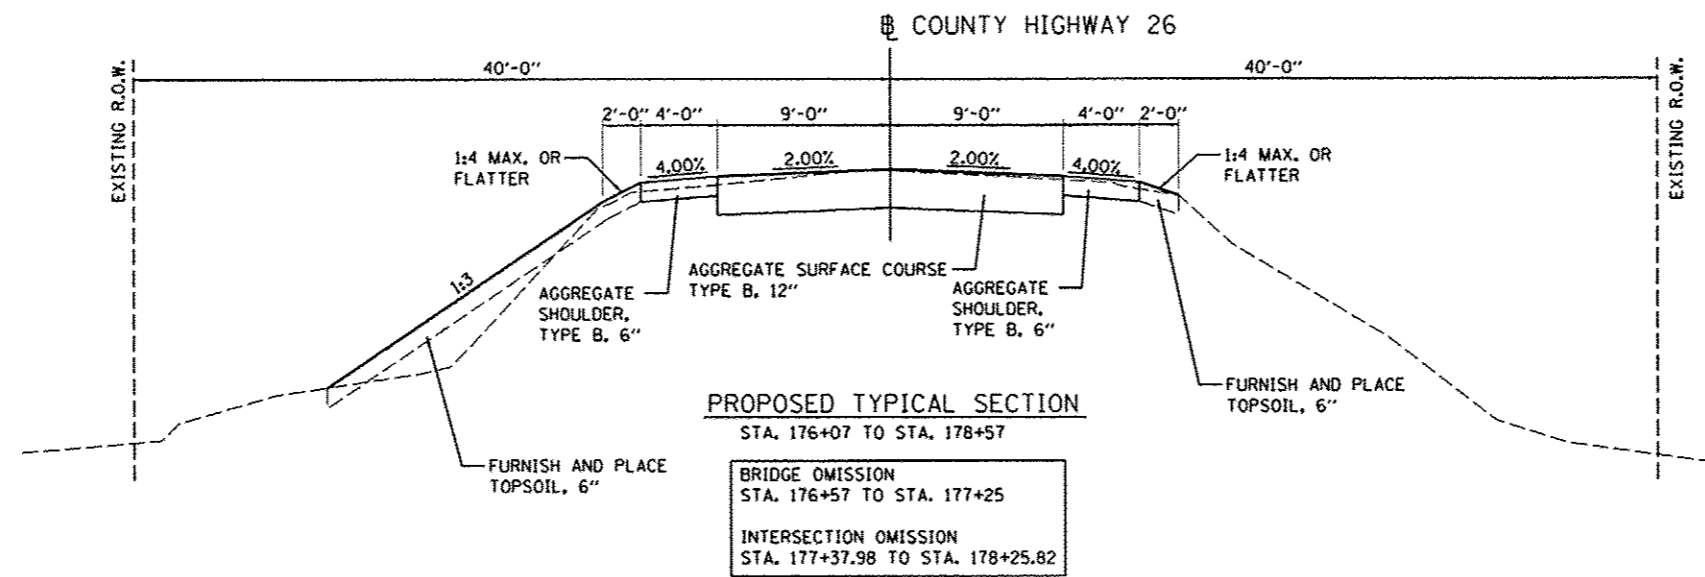 ℄ COUNTY HIGHWAY 26
EXISTING R.O.W.
40'-0"
40'-0"
EXISTING R.O.W.
2'-0" 4'-0" 9'-0" 9'-0" 4'-0" 2'-0"
1:4 MAX. OR
FLATTER
4.00% 2.00% 2.00% 4.00%
1:4 MAX. OR
FLATTER
1:3
AGGREGATE
SHOULDER,
TYPE B, 6"
AGGREGATE SURFACE COURSE
TYPE B, 12"
AGGREGATE
SHOULDER,
TYPE B, 6"
FURNISH AND PLACE
TOPSOIL, 6"
PROPOSED TYPICAL SECTION
STA. 176+07 TO STA. 178+57
FURNISH AND PLACE
TOPSOIL, 6"
BRIDGE OMISSION
STA. 176+57 TO STA. 177+25
INTERSECTION OMISSION
STA. 177+37.98 TO STA. 178+25.82